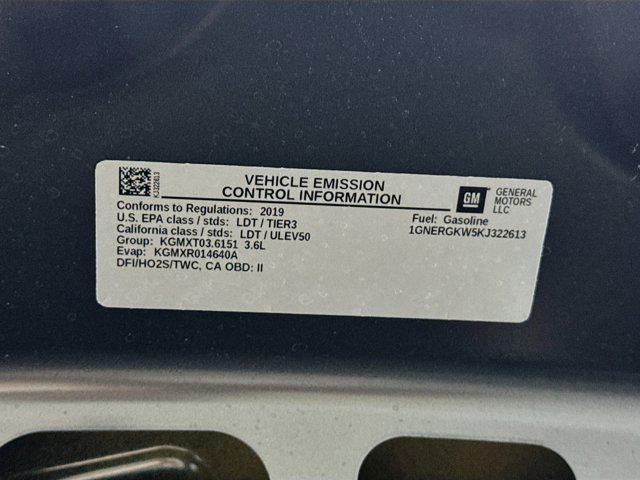 KJ322613
VEHICLE EMISSION
CONTROL INFORMATION
GM
GENERAL
MOTORS
LLC
Conforms to Regulations: 2019
U.S. EPA class / stds: LDT / TIER3
California class / stds: LDT / ULEV50
Group: KGMXT03.6151 3.6L
Evap: KGMXR014640A
DFI/HO2S/TWC, CA OBD: II
Fuel: Gasoline
1GNERGKW5KJ322613